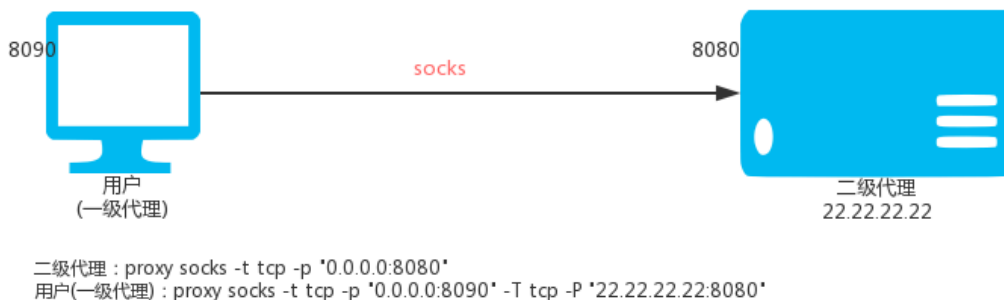 8090
8080
socks
用户
(一级代理)
二级代理
22.22.22.22
二级代理：proxy socks -t tcp -p "0.0.0.0:8080"
用户(一级代理)：proxy socks -t tcp -p "0.0.0.0:8090" -T tcp -P "22.22.22.22:8080"